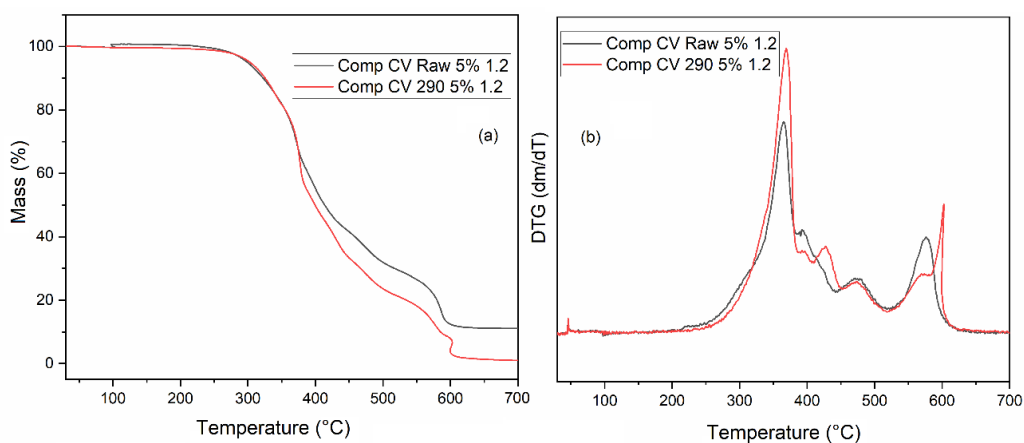 100
80
60
40
20
0
Mass (%)
Comp CV Raw 5% 1.2
Comp CV 290 5% 1.2
(a)
100 200 300 400 500 600 700
Temperature (°C)
DTG (dm/dT)
Comp CV Raw 5% 1.2
Comp CV 290 5% 1.2
(b)
100 200 300 400 500 600 700
Temperature (°C)